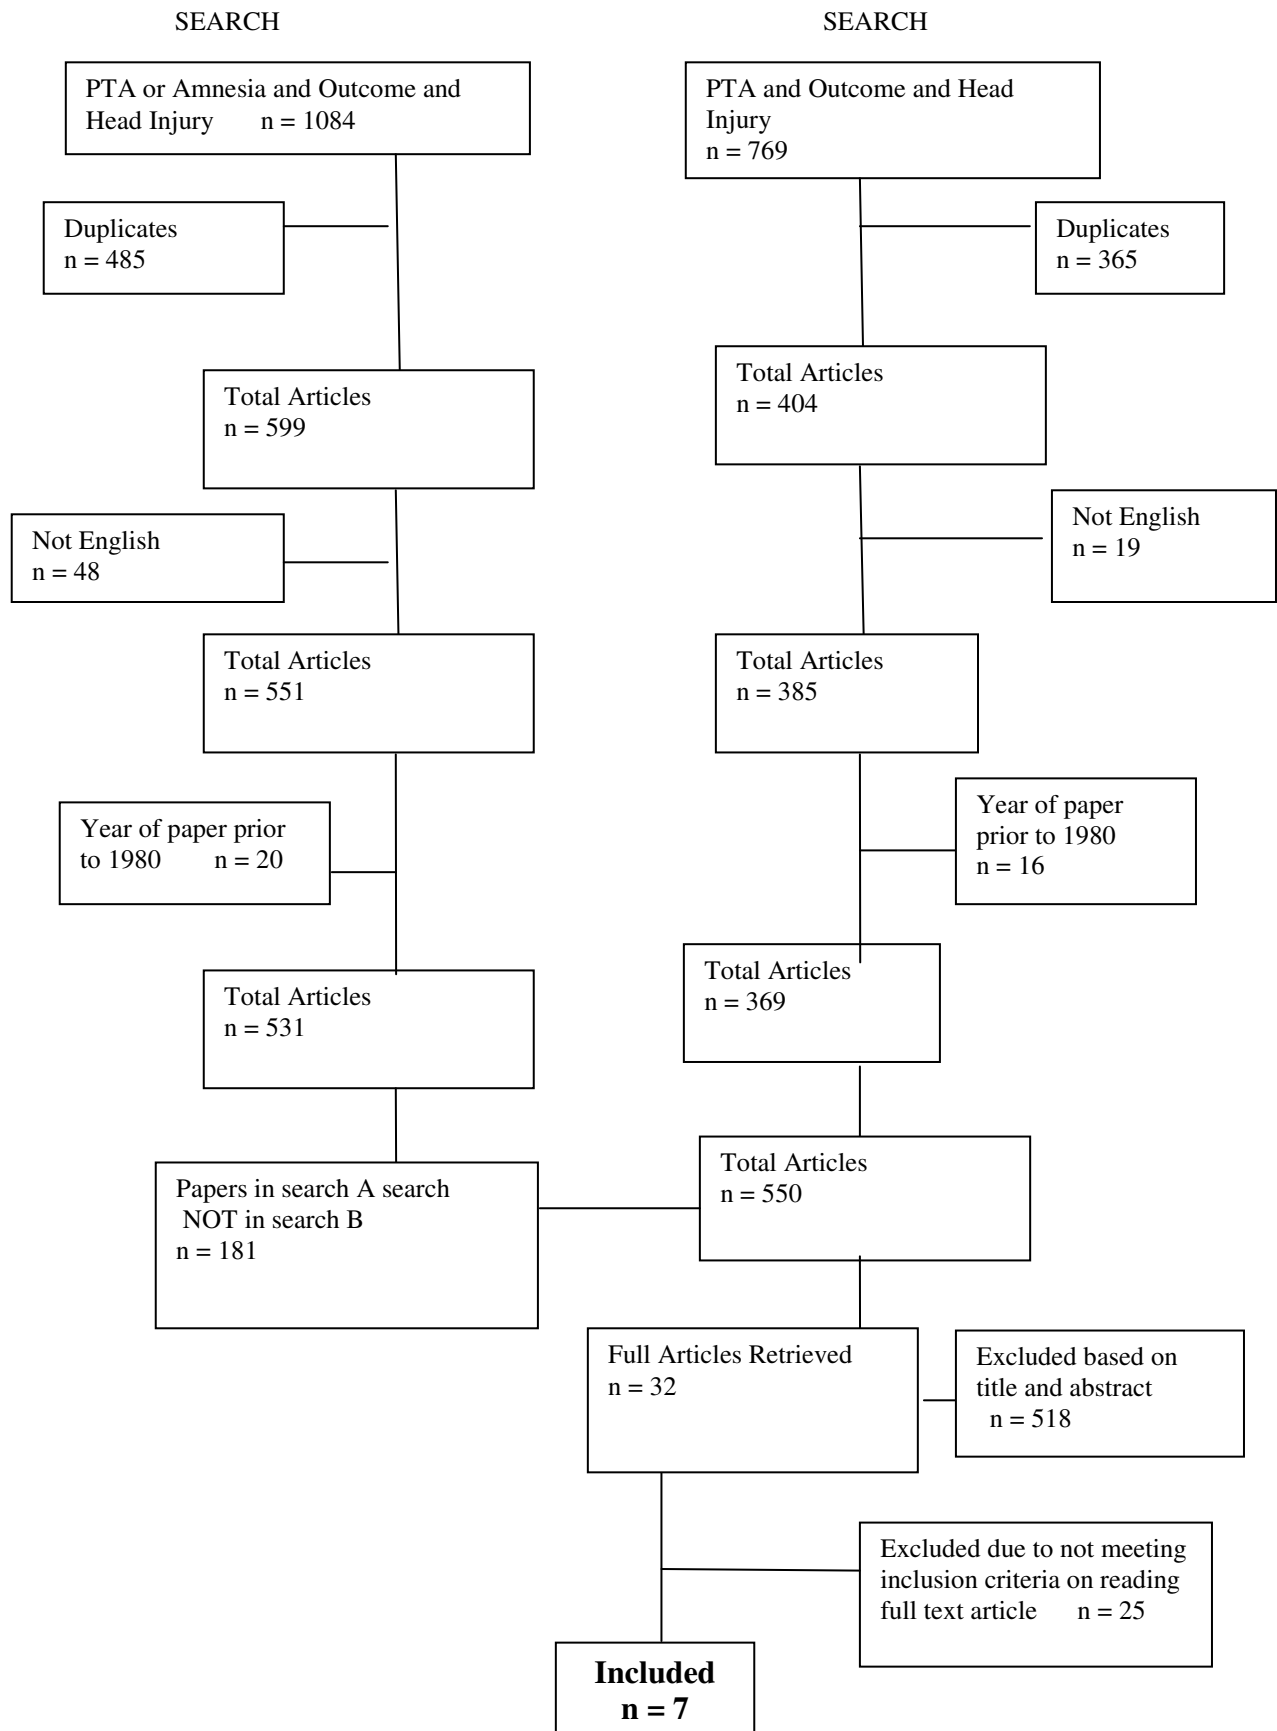 SEARCH
SEARCH
PTA or Amnesia and Outcome and
Head Injury n = 1084
PTA and Outcome and Head
Injury
n = 769
Duplicates
n = 485
Duplicates
n = 365
Total Articles
n = 599
Total Articles
n = 404
Not English
n = 48
Not English
n = 19
Total Articles
n = 551
Total Articles
n = 385
Year of paper prior
to 1980 n = 20
Year of paper
prior to 1980
n = 16
Total Articles
n = 531
Total Articles
n = 369
Papers in search A search
NOT in search B
n = 181
Total Articles
n = 550
Full Articles Retrieved
n = 32
Excluded based on
title and abstract
n = 518
Excluded due to not meeting
inclusion criteria on reading
full text article n = 25
Included
n = 7